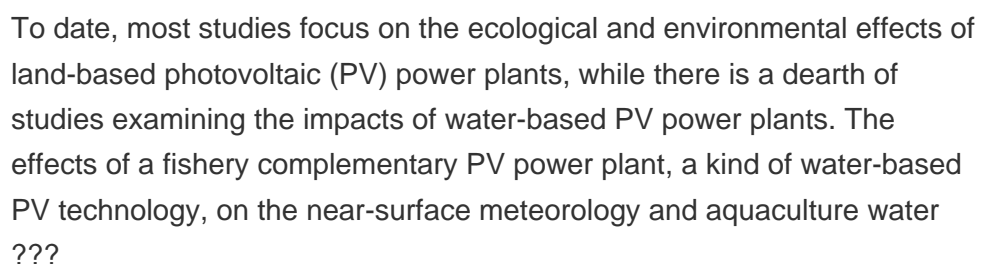 To date, most studies focus on the ecological and environmental effects of
land-based photovoltaic (PV) power plants, while there is a dearth of
studies examining the impacts of water-based PV power plants. The
effects of a fishery complementary PV power plant, a kind of water-based
PV technology, on the near-surface meteorology and aquaculture water
???